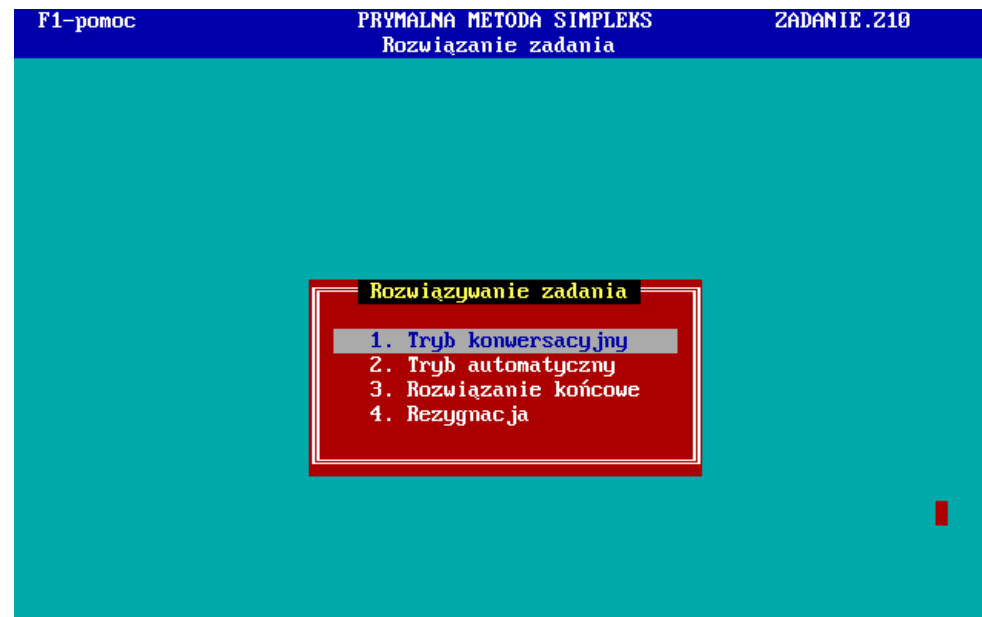 F1-pomoc PRYMALNA METODA SIMPLEKS ZADANIE.Z10
Rozwiązanie zadania
Rozwiązywanie zadania
1. Tryb konwersacyjny
2. Tryb automatyczny
3. Rozwiązanie końcowe
4. Rezygnacja